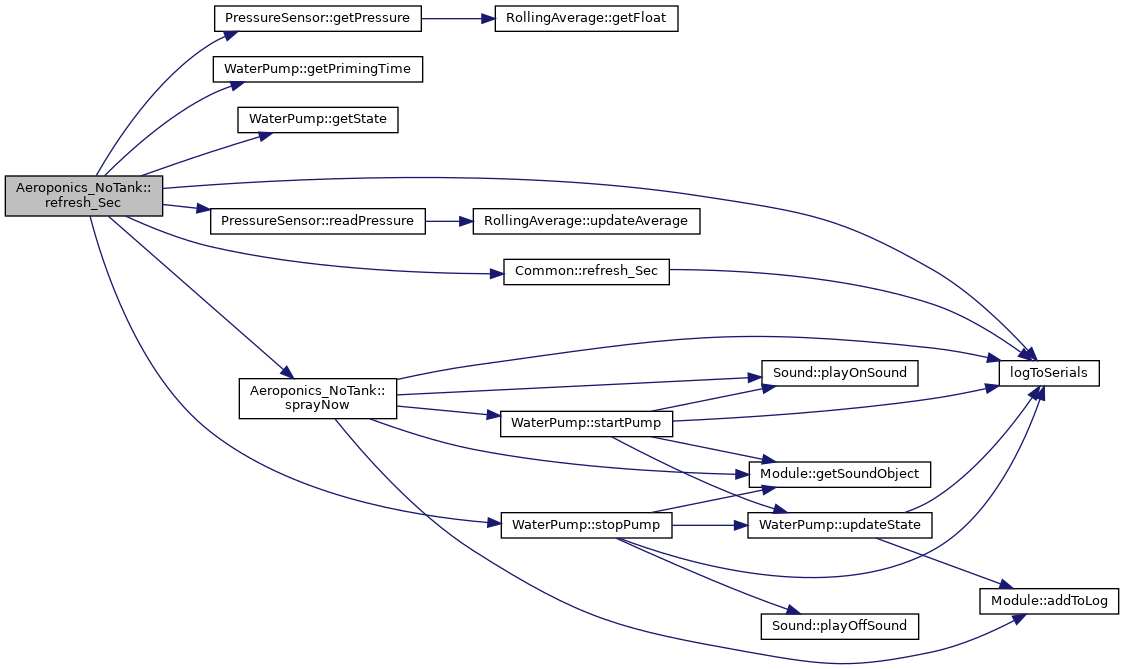 PressureSensor::getPressure
RollingAverage::getFloat
WaterPump::getPrimingTime
WaterPump::getState
Aeroponics_NoTank::
refresh_Sec
PressureSensor::readPressure
RollingAverage::updateAverage
Common::refresh_Sec
Aeroponics_NoTank::
sprayNow
Sound::playOnSound
logToSerials
WaterPump::startPump
Module::getSoundObject
WaterPump::stopPump
WaterPump::updateState
Module::addToLog
Sound::playOffSound